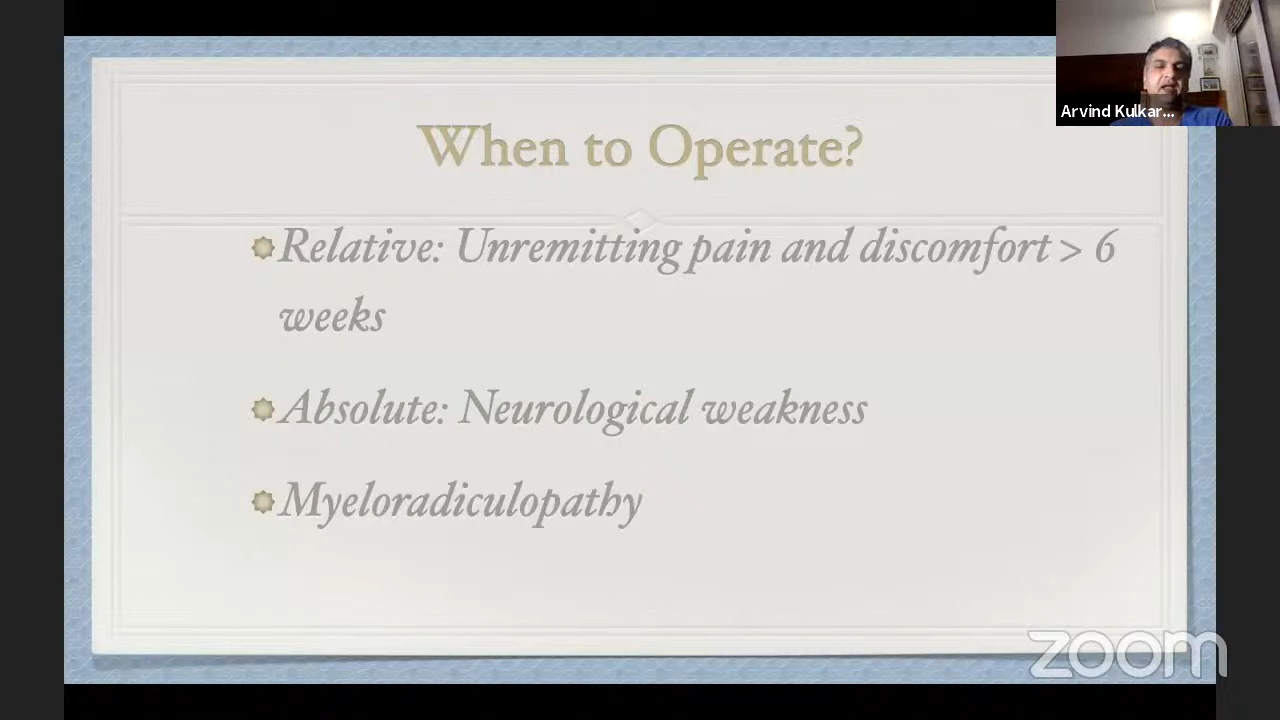 Arvind Kulkar...
When to Operate?
Relative: Unremitting pain and discomfort > 6
weeks
Absolute: Neurological weakness
Myeloradiculopathy
zoom